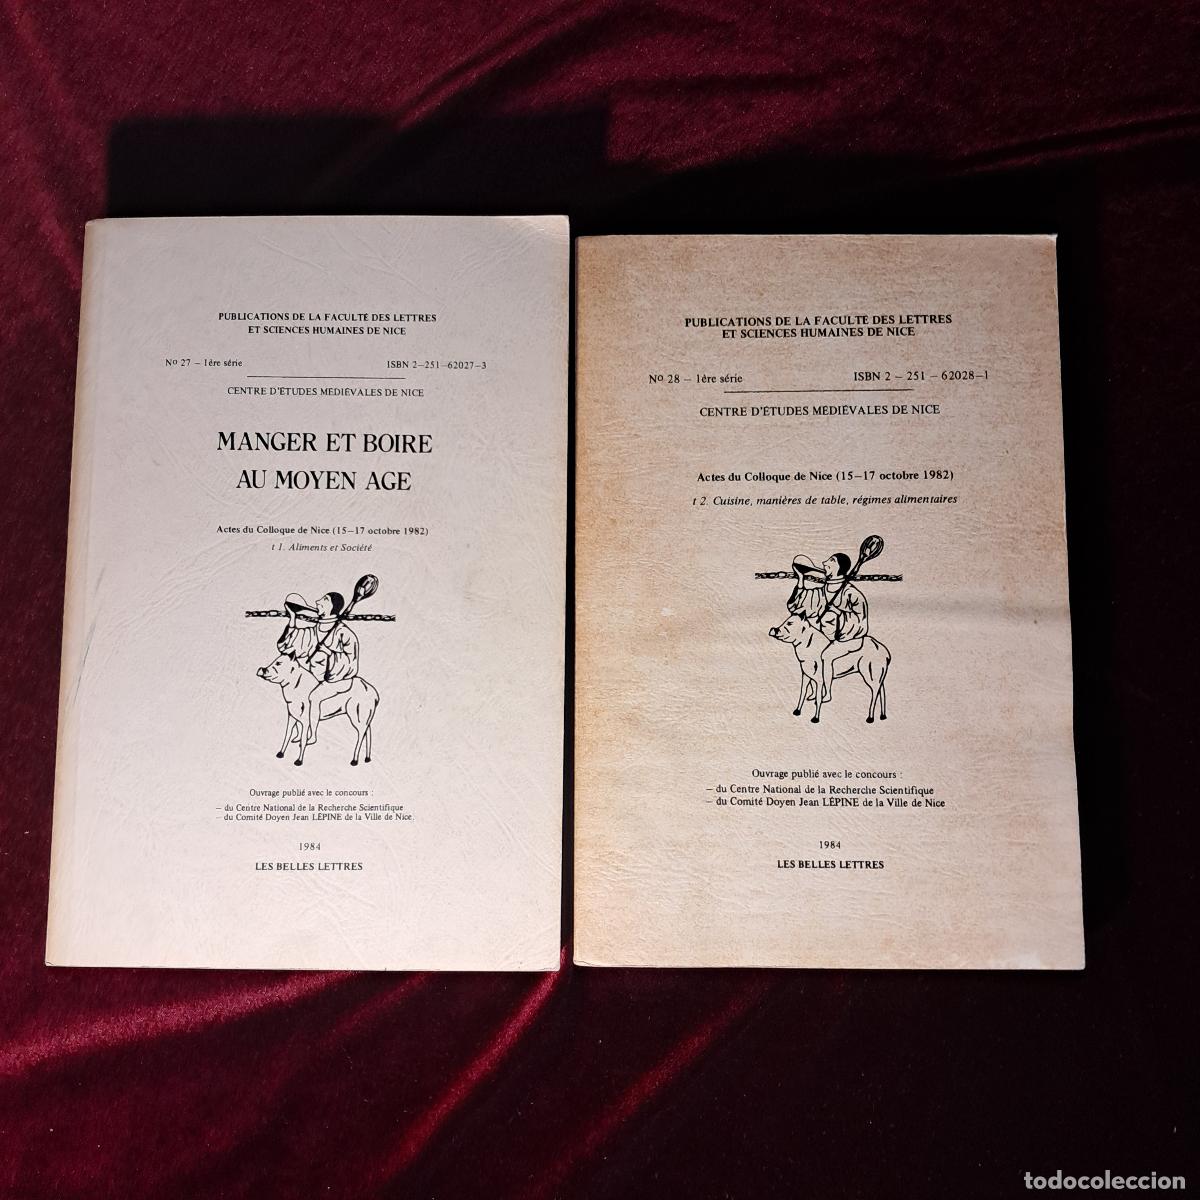 PUBLICATIONS DE LA FACULTÉ DES LETTRES
ET SCIENCES HUMAINES DE NICE
No 27 – 1ère série
ISBN 2–251–62027–3
CENTRE D'ÉTUDES MÉDIÉVALES DE NICE
MANGER ET BOIRE
AU MOYEN AGE
Actes du Colloque de Nice (15–17 octobre 1982)
t 1. Aliments et Société
Ouvrage publié avec le concours :
– du Centre National de la Recherche Scientifique
– du Comité Doyen Jean LÉPINE de la Ville de Nice.
1984
LES BELLES LETTRES
PUBLICATIONS DE LA FACULTÉ DES LETTRES
ET SCIENCES HUMAINES DE NICE
No 28 – 1ère série
ISBN 2 – 251 – 62028–1
CENTRE D'ÉTUDES MÉDIÉVALES DE NICE
Actes du Colloque de Nice (15–17 octobre 1982)
t 2. Cuisine, manières de table, régimes alimentaires
Ouvrage publié avec le concours :
– du Centre National de la Recherche Scientifique
– du Comité Doyen Jean LÉPINE de la Ville de Nice
1984
LES BELLES LETTRES
todocoleccion